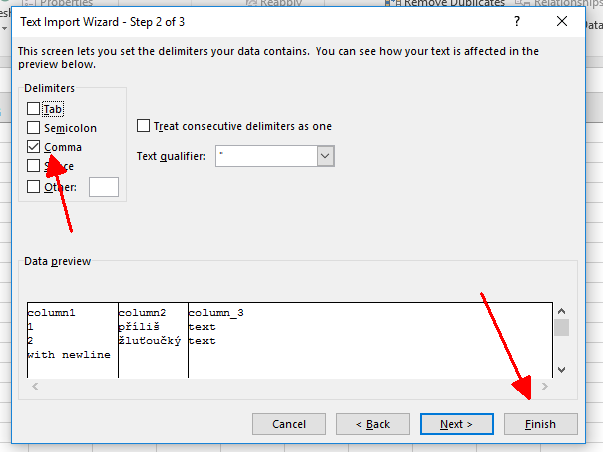 Properties
Reapply
Remove Duplicates
Relationships
Text Import Wizard - Step 2 of 3
? ×
This screen lets you set the delimiters your data contains. You can see how your text is affected in the
preview below.
Delimiters
Tab
Semicolon
Comma
Space
Other:
Treat consecutive delimiters as one
Text qualifier: "
Data preview
column1 column2 column_3
1 příliš text
2 žluťoučký text
with newline
Cancel < Back Next > Finish